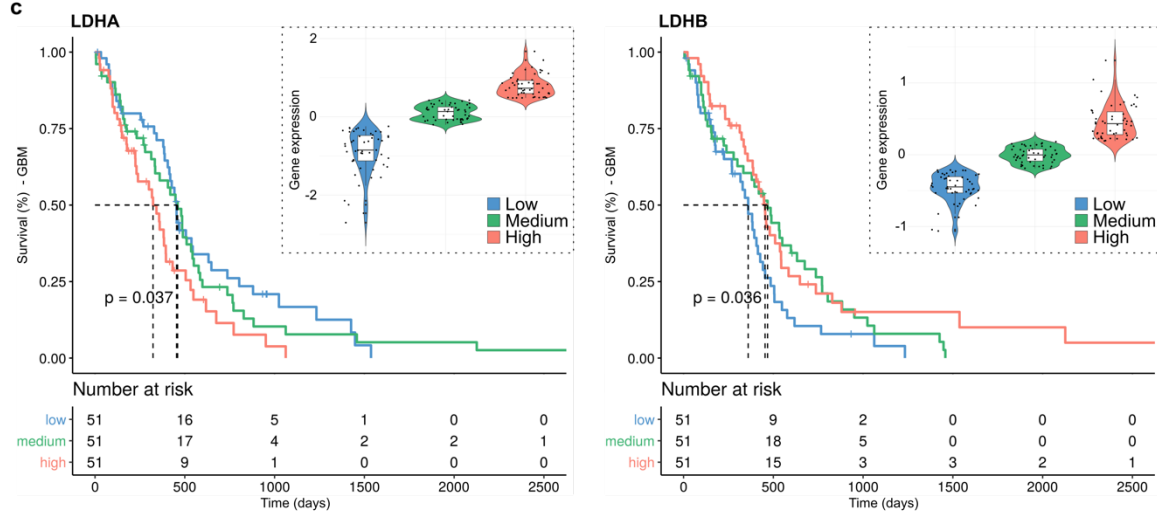 c
LDHA
Survival (%) - GBM
1.00
0.75
0.50
0.25
0.00
p = 0.037
Gene expression
2
0
-2
Low
Medium
High
Number at risk
low 51 16 5 1 0 0
medium 51 17 4 2 2 1
high 51 9 1 0 0 0
0 500 1000 1500 2000 2500
Time (days)
LDHB
Survival (%) - GBM
1.00
0.75
0.50
0.25
0.00
p = 0.036
Gene expression
1
0
-1
Low
Medium
High
Number at risk
low 51 9 2 0 0 0
medium 51 18 5 0 0 0
high 51 15 3 3 2 1
0 500 1000 1500 2000 2500
Time (days)